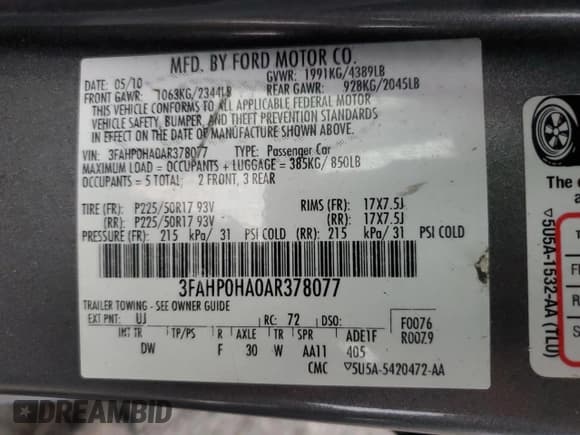 MFD. BY FORD MOTOR CO.
DATE: 05/10 GVWR: 1991KG/4389LB
FRONT GAWR: 1063KG/2344LB REAR GAWR: 928KG/2045LB
THIS VEHICLE CONFORMS TO ALL APPLICABLE FEDERAL MOTOR
VEHICLE SAFETY, BUMPER, AND THEFT PREVENTION STANDARDS
IN EFFECT ON THE DATE OF MANUFACTURE SHOWN ABOVE.
VIN: 3FAHP0HA0AR378077 TYPE: Passenger Car
MAXIMUM LOAD = OCCUPANTS + LUGGAGE = 385KG/850LB
OCCUPANTS = 5 TOTAL: 2 FRONT, 3 REAR
TIRE (FR): P225/50R17 93V RIMS (FR): 17X7.5J
(RR): P225/50R17 93V (RR): 17X7.5J
PRESSURE (FR): 215 kPa/ 31 PSI COLD (RR): 215 kPa/ 31 PSI COLD
3FAHP0HA0AR378077
TRAILER TOWING - SEE OWNER GUIDE
EXT PNT: UJ RC: 72 DSO: F0076
INT TR TP/PS R AXLE TR SPR ADE1F R007.9
DW F 30 W AA11 405
CMC ▽5U5A-5420472-AA
The
▽5U5A-1532-AA (TL0)
DREAMBID